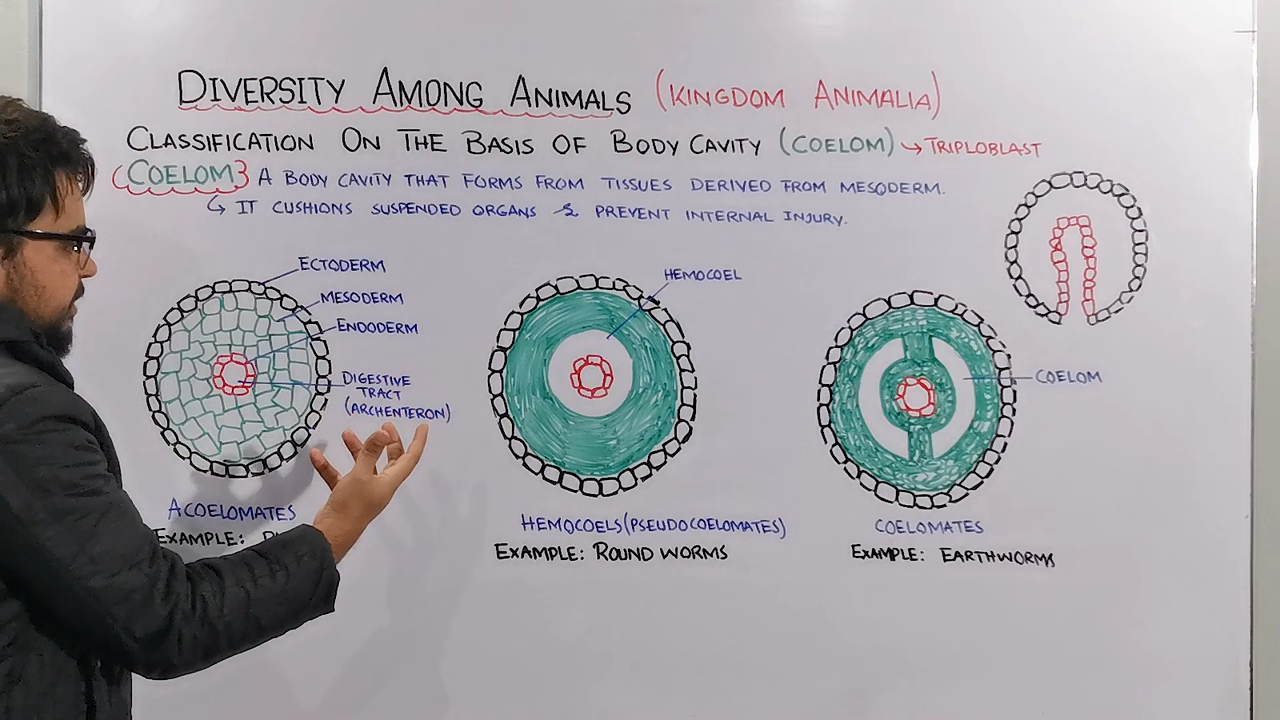 DIVERSITY AMONG ANIMALS (KINGDOM ANIMALIA)
CLASSIFICATION ON THE BASIS OF BODY CAVITY (COELOM) → TRIPLOBLAST
COELOM} A BODY CAVITY THAT FORMS FROM TISSUES DERIVED FROM MESODERM.
↳ IT CUSHIONS SUSPENDED ORGANS & PREVENT INTERNAL INJURY.
ECTODERM
MESODERM
ENDODERM
DIGESTIVE
TRACT
(ARCHENTERON)
ACOELOMATES
EXAMPLE:
HEMOCOEL
HEMOCOELS (PSEUDOCOELOMATES)
EXAMPLE: ROUND WORMS
COELOM
COELOMATES
EXAMPLE: EARTHWORMS